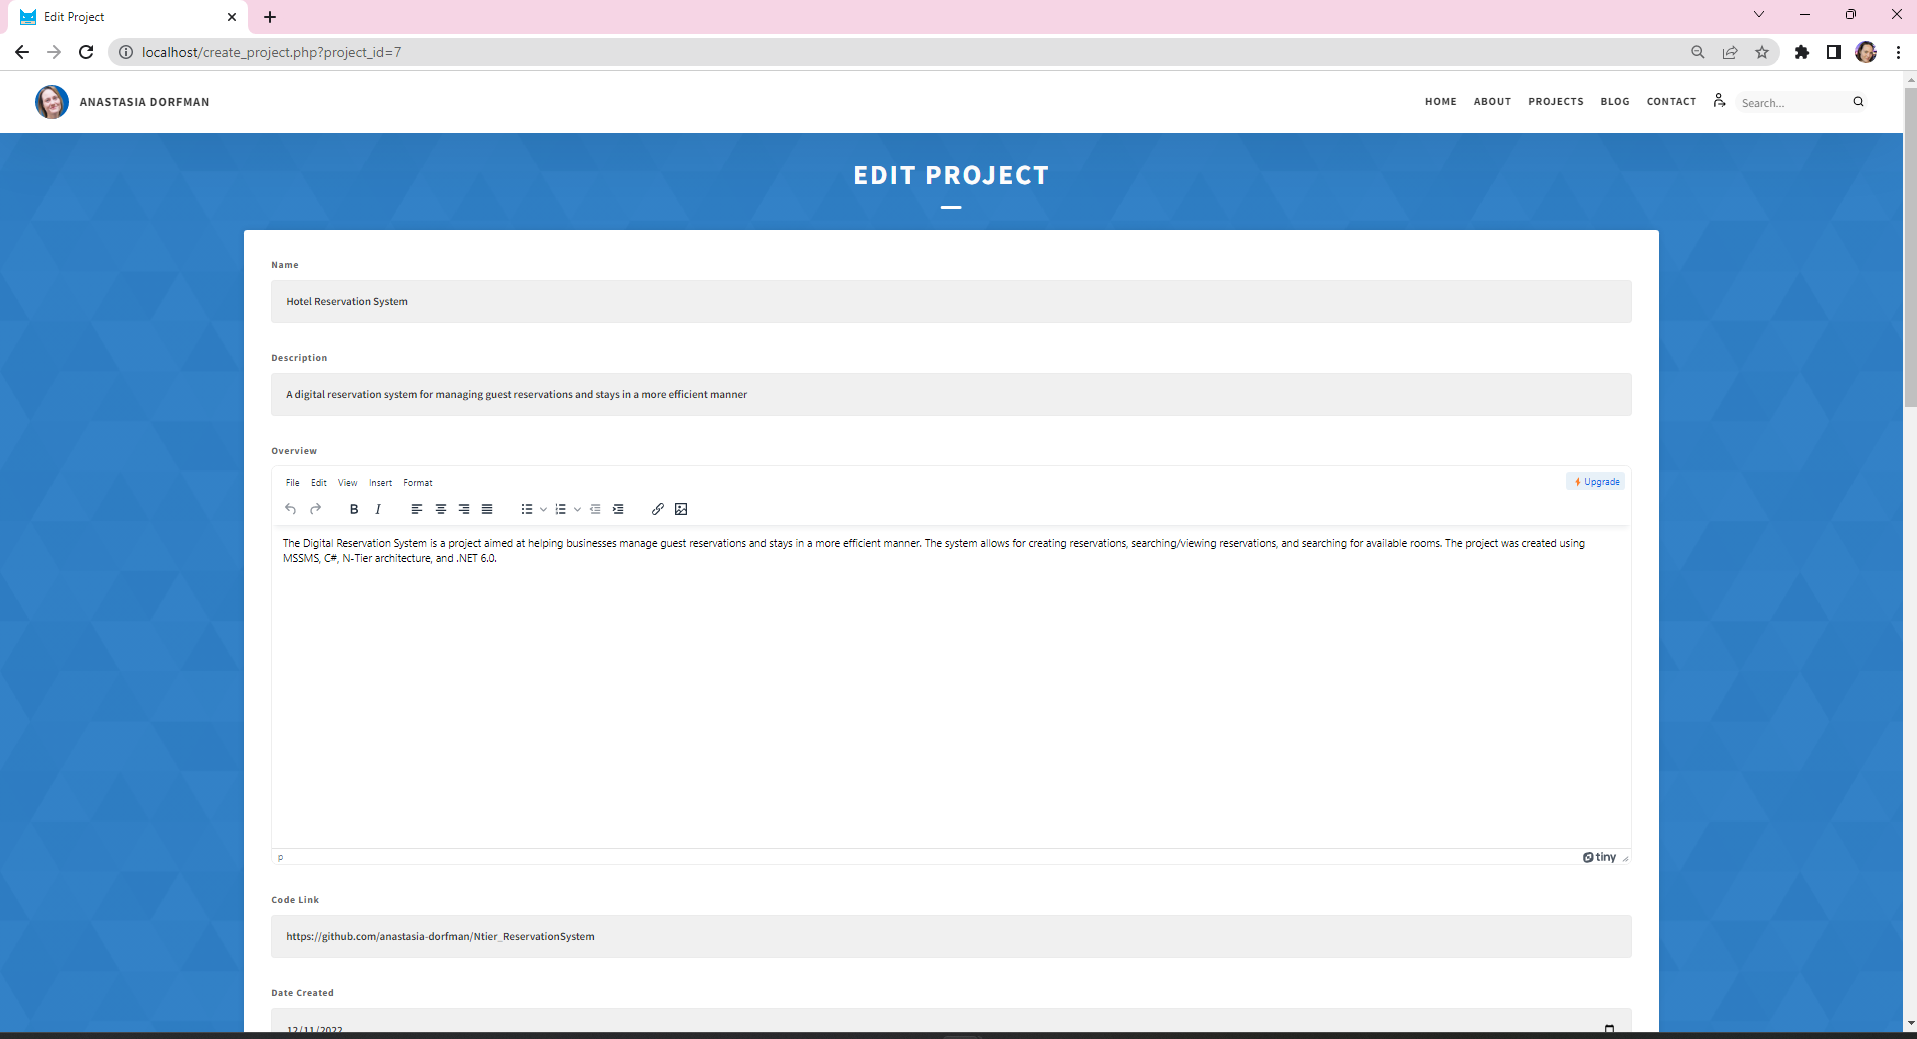 Edit Project
localhost/create_project.php?project_id=7
ANASTASIA DORFMAN
HOME ABOUT PROJECTS BLOG CONTACT Search...
EDIT PROJECT
Name
Hotel Reservation System
Description
A digital reservation system for managing guest reservations and stays in a more efficient manner
Overview
File Edit View Insert Format Upgrade
B I
The Digital Reservation System is a project aimed at helping businesses manage guest reservations and stays in a more efficient manner. The system allows for creating reservations, searching/viewing reservations, and searching for available rooms. The project was created using
MSSMS, C#, N-Tier architecture, and .NET 6.0.
p tiny
Code Link
https://github.com/anastasia-dorfman/Ntier_ReservationSystem
Date Created
12/11/2022